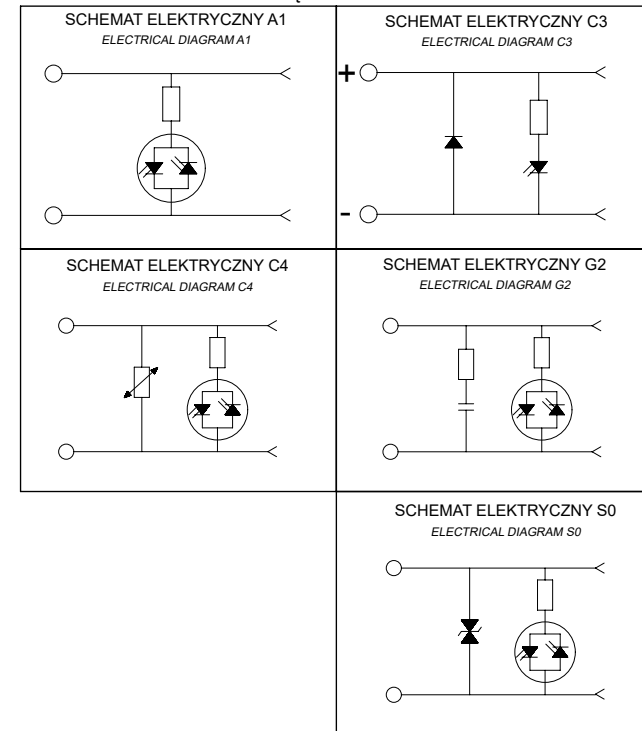 SCHEMAT ELEKTRYCZNY A1
ELECTRICAL DIAGRAM A1
SCHEMAT ELEKTRYCZNY C3
ELECTRICAL DIAGRAM C3
+
-
SCHEMAT ELEKTRYCZNY C4
ELECTRICAL DIAGRAM C4
SCHEMAT ELEKTRYCZNY G2
ELECTRICAL DIAGRAM G2
SCHEMAT ELEKTRYCZNY S0
ELECTRICAL DIAGRAM S0